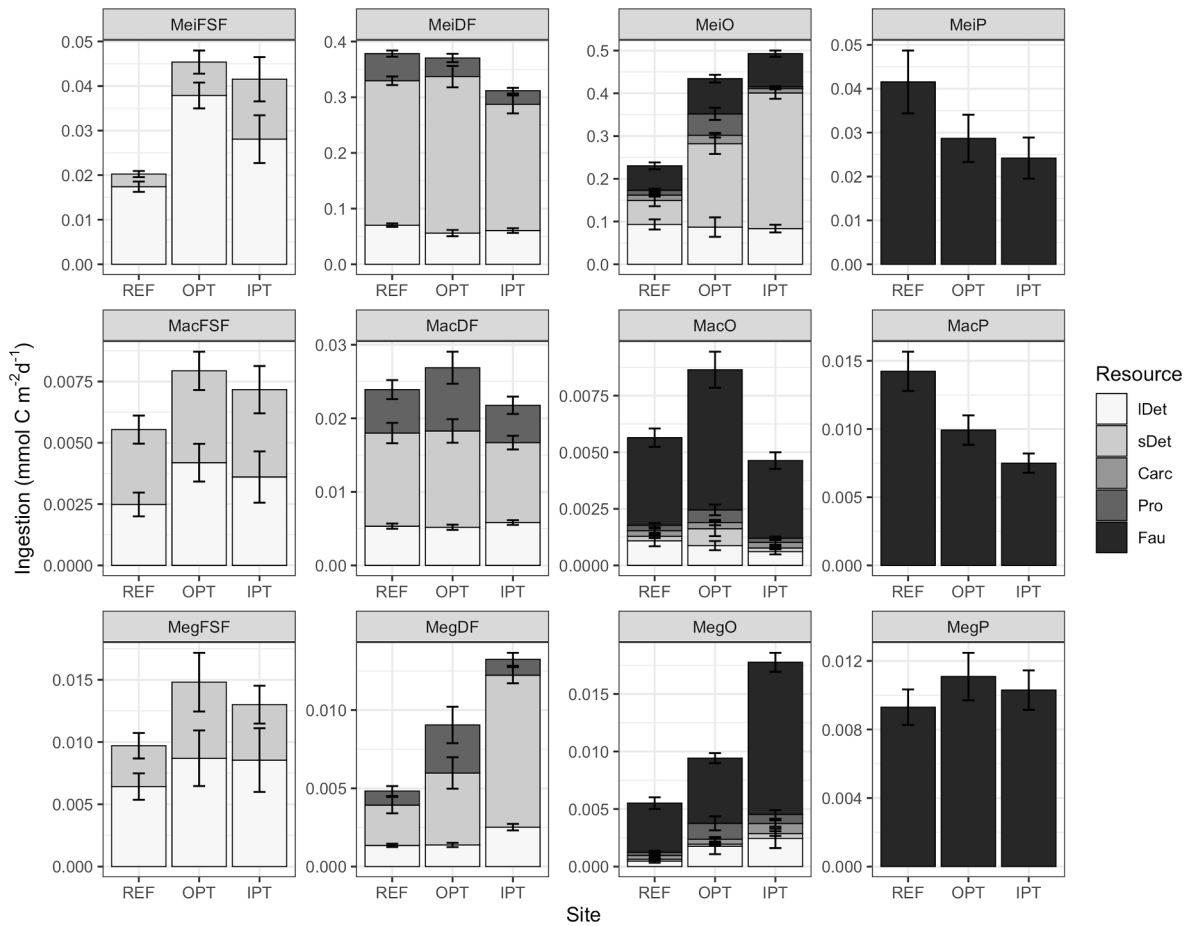 MeiFSF MeiDF MeiO MeiP
0.05 0.4 0.5 0.05
0.04 0.3 0.4 0.04
0.03 0.2 0.3 0.03
0.02 0.1 0.2 0.02
0.01 0.0 0.1 0.01
0.00 0.0 0.00
REF OPT IPT REF OPT IPT REF OPT IPT REF OPT IPT
MacFSF MacDF MacO MacP
0.0075 0.03 0.0075 0.015
0.0050 0.02 0.0050 0.010
0.0025 0.01 0.0025 0.005
0.0000 0.00 0.0000 0.000
REF OPT IPT REF OPT IPT REF OPT IPT REF OPT IPT
MegFSF MegDF MegO MegP
0.015 0.010 0.015 0.012
0.010 0.005 0.010 0.008
0.005 0.000 0.005 0.004
0.000 0.000 0.000
REF OPT IPT REF OPT IPT REF OPT IPT REF OPT IPT
Ingestion (mmol C m⁻²d⁻¹)
Site
Resource
lDet
sDet
Carc
Pro
Fau